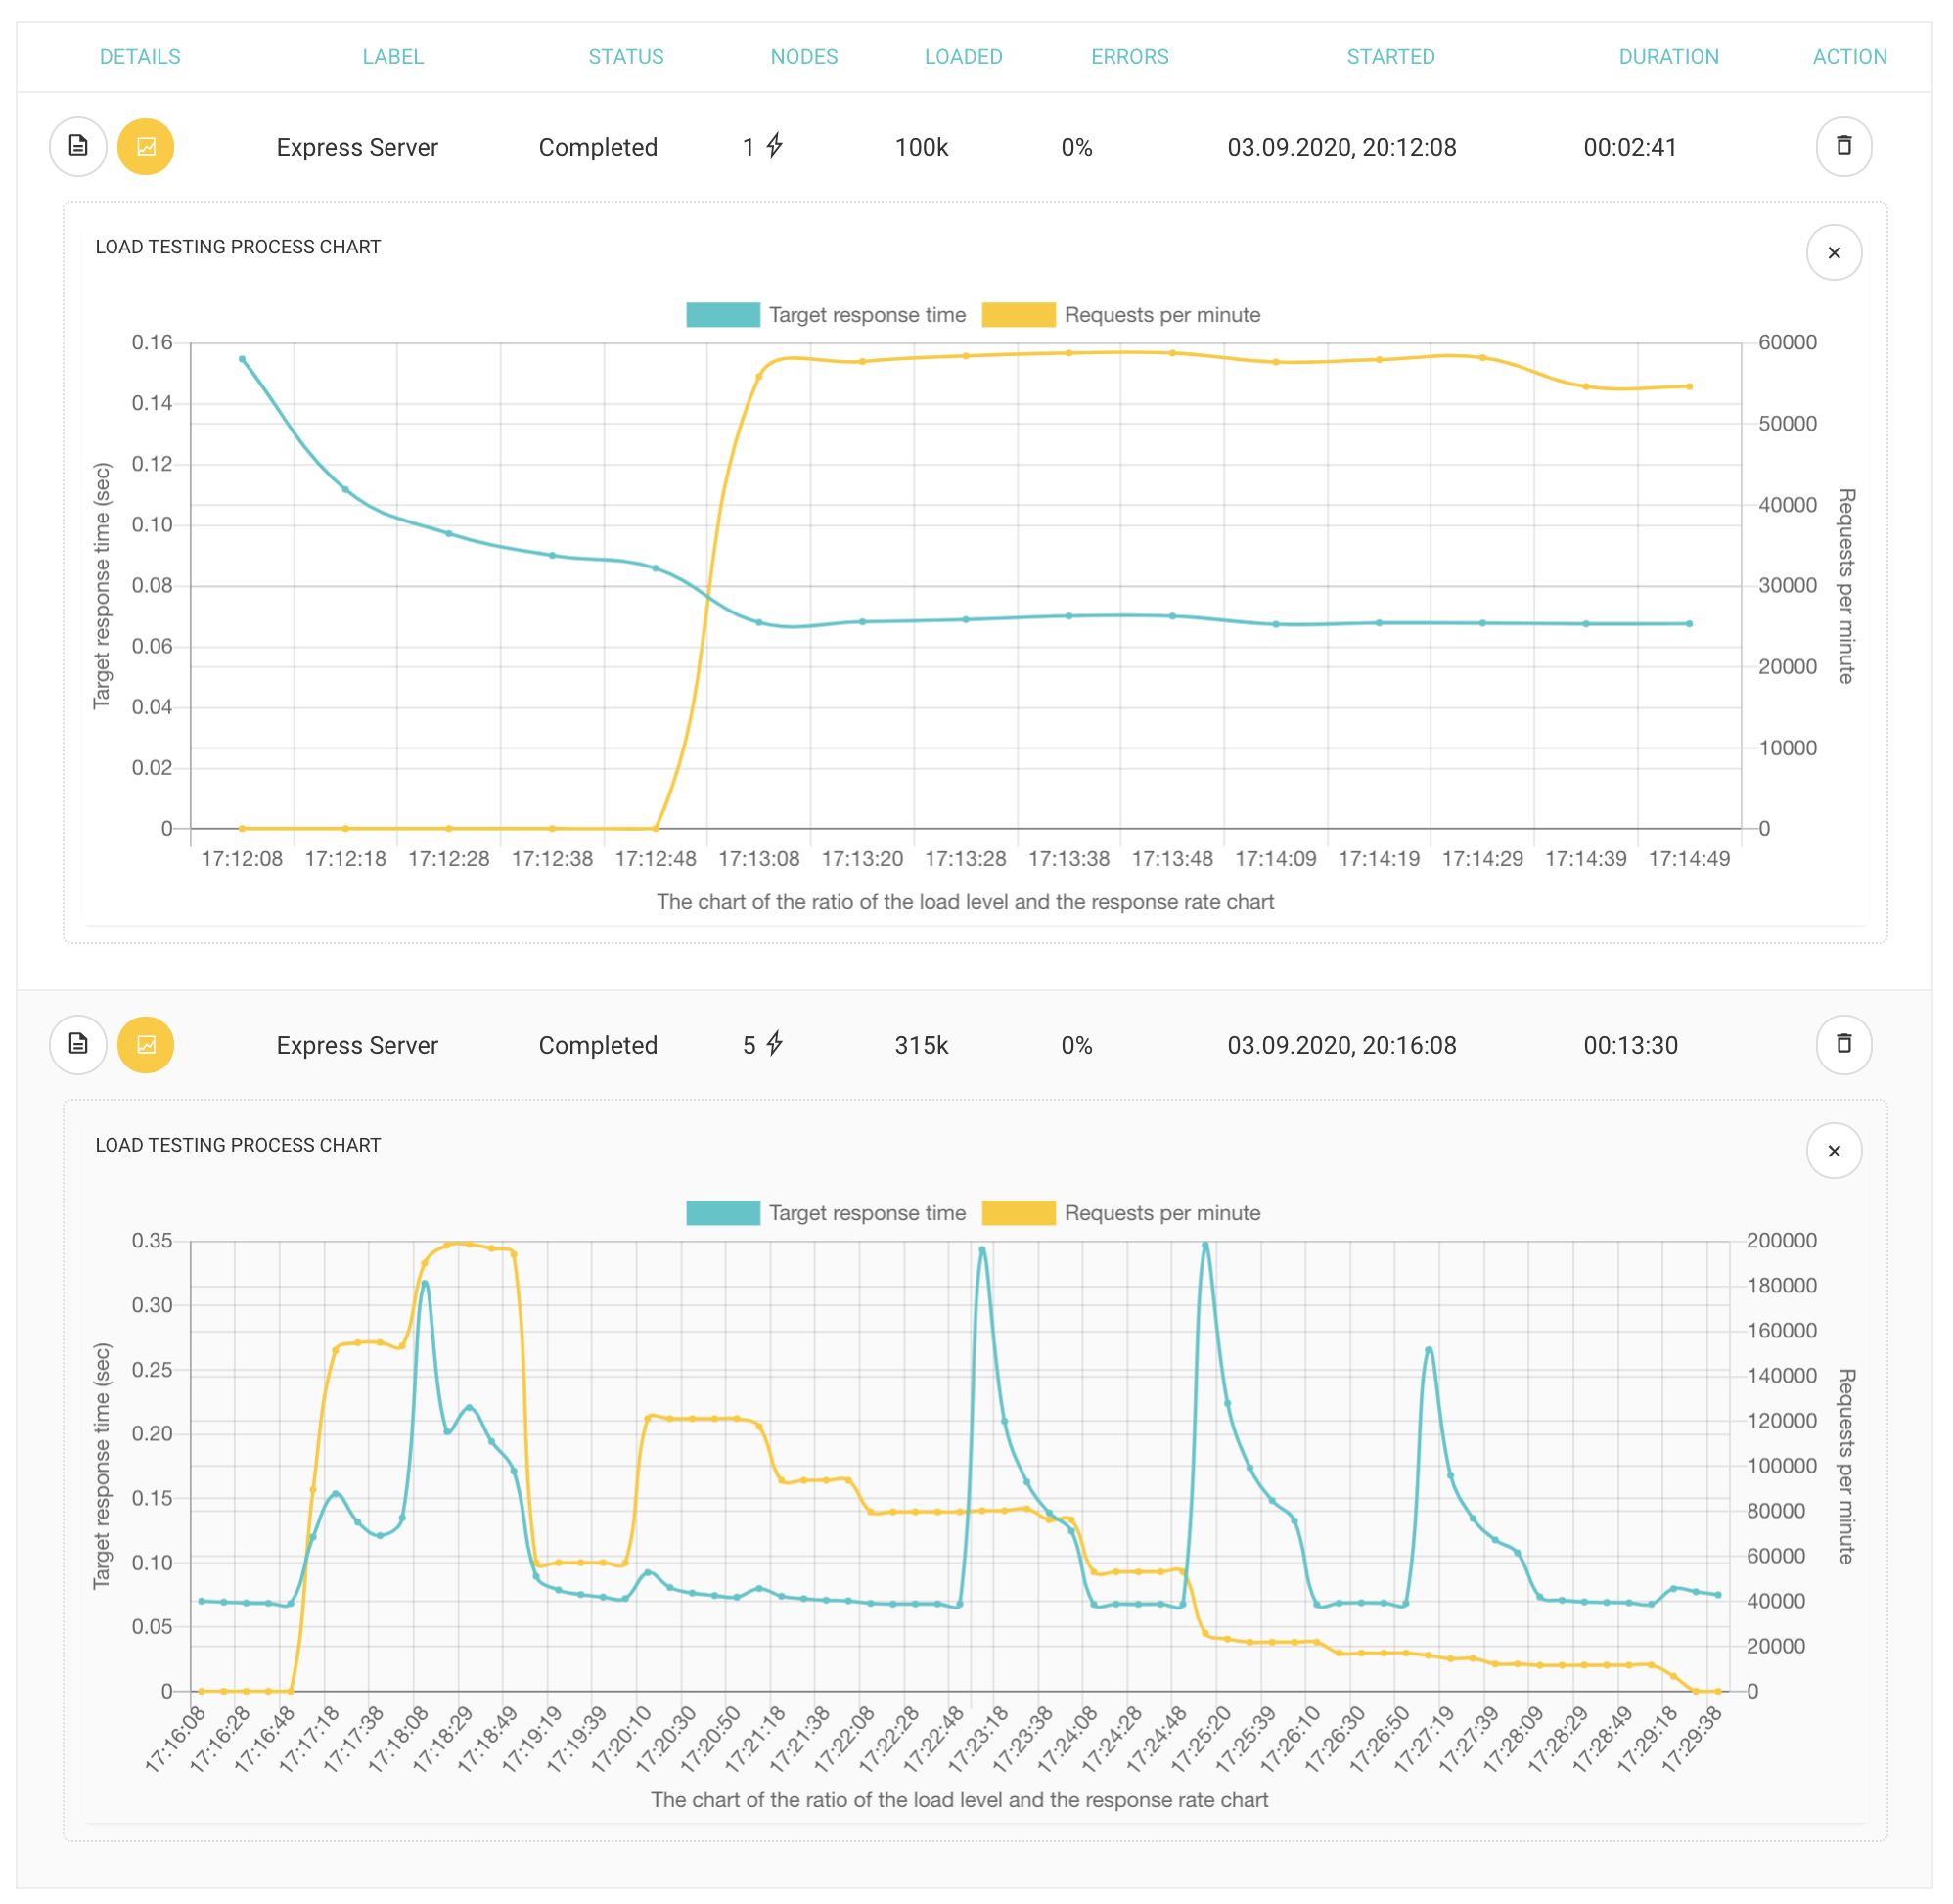 DETAILS LABEL STATUS NODES LOADED ERRORS STARTED DURATION ACTION
Express Server Completed 1 100k 0% 03.09.2020, 20:12:08 00:02:41
LOAD TESTING PROCESS CHART
Target response time Requests per minute
0.16
0.14
0.12
0.10
0.08
0.06
0.04
0.02
0
Target response time (sec)
60000
50000
40000
30000
20000
10000
0
Requests per minute
17:12:08 17:12:18 17:12:28 17:12:38 17:12:48 17:13:08 17:13:20 17:13:28 17:13:38 17:13:48 17:14:09 17:14:19 17:14:29 17:14:39 17:14:49
The chart of the ratio of the load level and the response rate chart
Express Server Completed 5 315k 0% 03.09.2020, 20:16:08 00:13:30
LOAD TESTING PROCESS CHART
Target response time Requests per minute
0.35
0.30
0.25
0.20
0.15
0.10
0.05
0
Target response time (sec)
200000
180000
160000
140000
120000
100000
80000
60000
40000
20000
0
Requests per minute
17:16:08 17:16:28 17:16:48 17:17:18 17:17:38 17:18:08 17:18:29 17:18:49 17:19:19 17:19:39 17:20:10 17:20:30 17:20:50 17:21:18 17:21:38 17:22:08 17:22:28 17:22:48 17:23:18 17:23:38 17:24:08 17:24:28 17:24:48 17:25:20 17:25:39 17:26:10 17:26:30 17:26:50 17:27:19 17:27:39 17:28:09 17:28:29 17:28:49 17:29:18 17:29:38
The chart of the ratio of the load level and the response rate chart